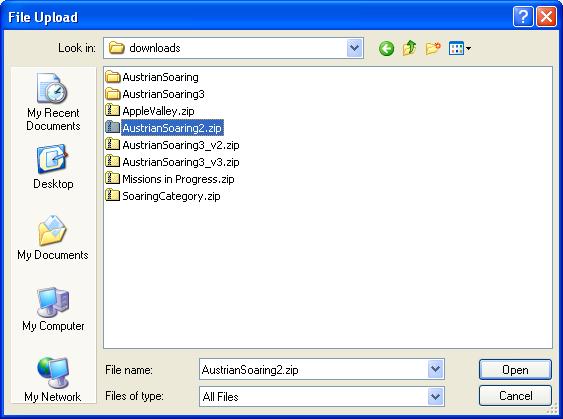 File Upload
Look in: downloads
AustrianSoaring
AustrianSoaring3
AppleValley.zip
AustrianSoaring2.zip
AustrianSoaring3_v2.zip
AustrianSoaring3_v3.zip
Missions in Progress.zip
SoaringCategory.zip
My Recent
Documents
Desktop
My Documents
My Computer
My Network
File name: AustrianSoaring2.zip Open
Files of type: All Files Cancel